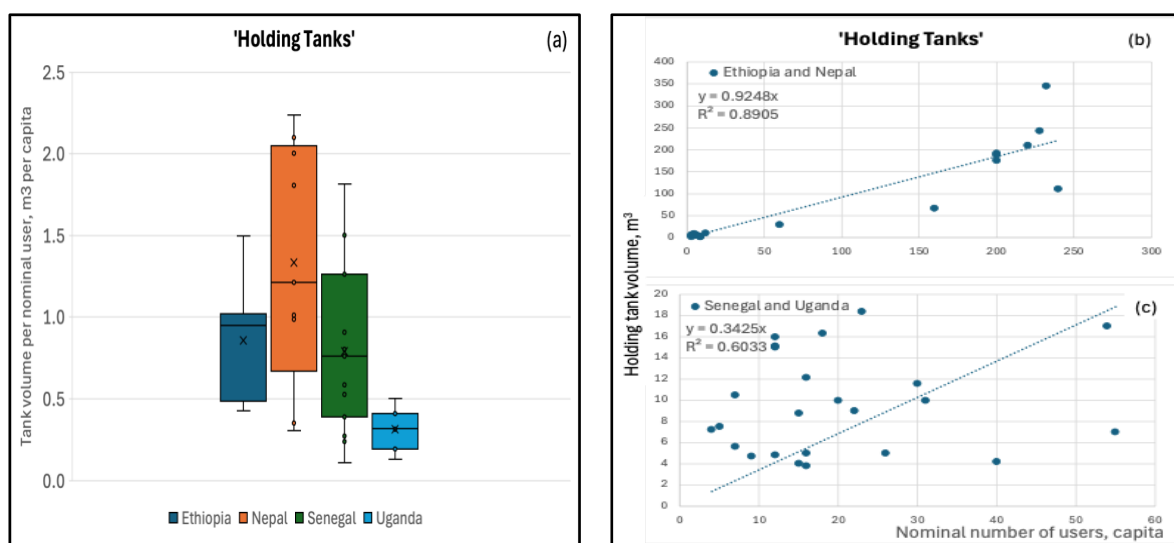 'Holding Tanks' (a)
Tank volume per nominal user, m3 per capita
2.5
2.0
1.5
1.0
0.5
0.0
Ethiopia Nepal Senegal Uganda
'Holding Tanks' (b)
Holding tank volume, m³
400
350
300
250
200
150
100
50
0
Ethiopia and Nepal
y = 0.9248x
R² = 0.8905
0 50 100 150 200 250 300
(c)
20
18
16
14
12
10
8
6
4
2
0
Senegal and Uganda
y = 0.3425x
R² = 0.6033
0 10 20 30 40 50 60
Nominal number of users, capita